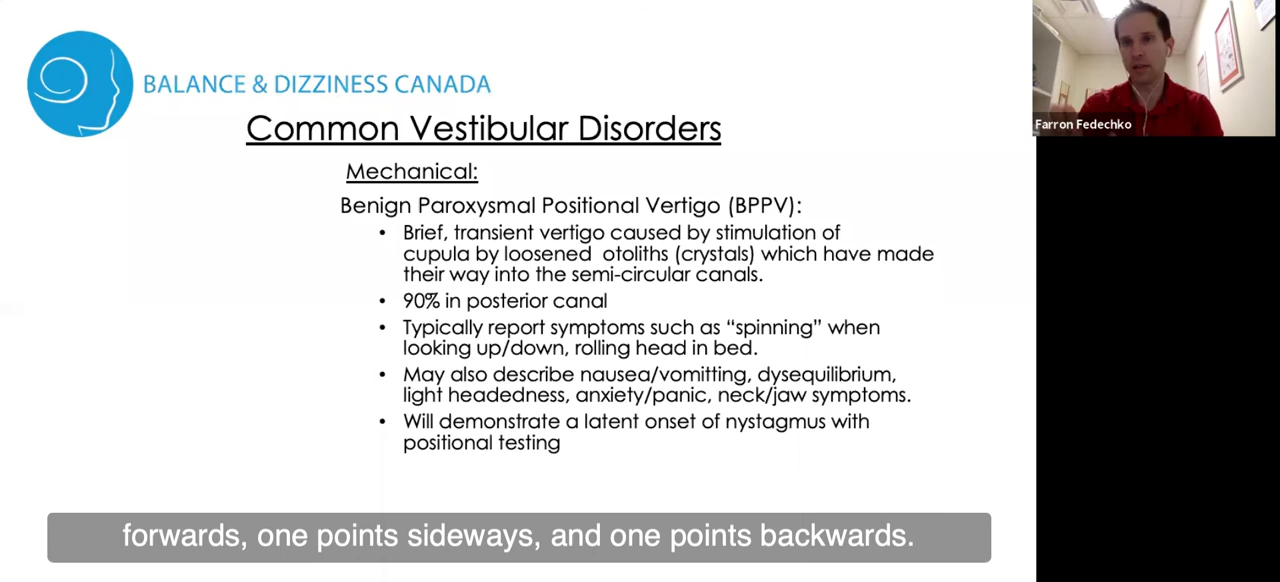 BALANCE & DIZZINESS CANADA
Common Vestibular Disorders
Mechanical:
Benign Paroxysmal Positional Vertigo (BPPV):
• Brief, transient vertigo caused by stimulation of
cupula by loosened otoliths (crystals) which have made
their way into the semi-circular canals.
• 90% in posterior canal
• Typically report symptoms such as “spinning” when
looking up/down, rolling head in bed.
• May also describe nausea/vomitting, dysequilibrium,
light headedness, anxiety/panic, neck/jaw symptoms.
• Will demonstrate a latent onset of nystagmus with
positional testing
forwards, one points sideways, and one points backwards.
Farron Fedechko